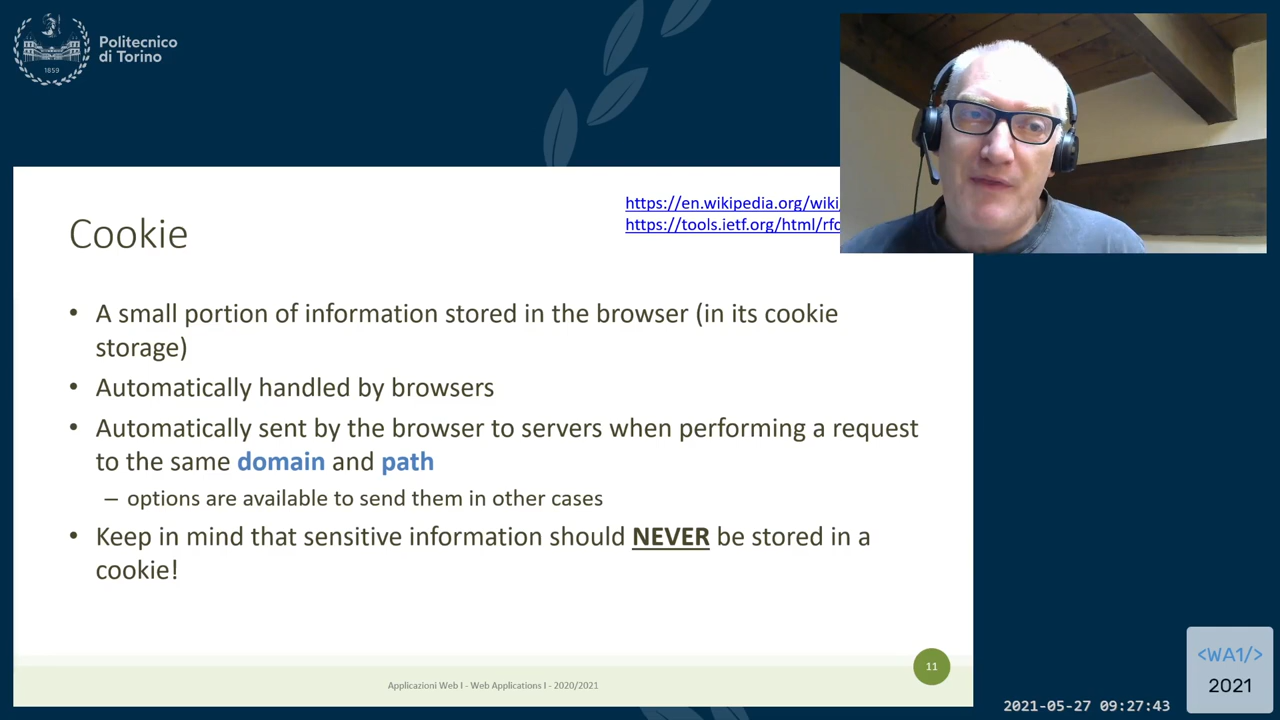 Politecnico
di Torino
1859
https://en.wikipedia.org/wiki
https://tools.ietf.org/html/rfc
Cookie
• A small portion of information stored in the browser (in its cookie
storage)
• Automatically handled by browsers
• Automatically sent by the browser to servers when performing a request
to the same domain and path
– options are available to send them in other cases
• Keep in mind that sensitive information should NEVER be stored in a
cookie!
11
Applicazioni Web I - Web Applications I - 2020/2021
<WA1/>
2021
2021-05-27 09:27:43